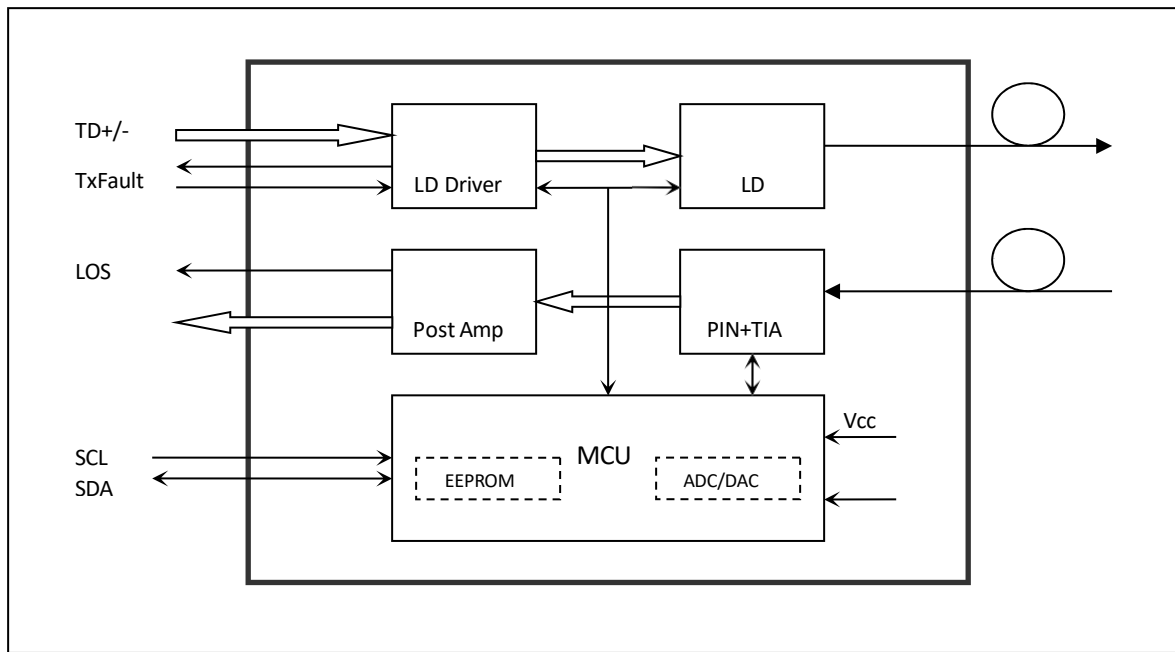 TD+/-
TxFault
LD Driver
LD
LOS
Post Amp
PIN+TIA
Vcc
SCL
SDA
MCU
EEPROM
ADC/DAC